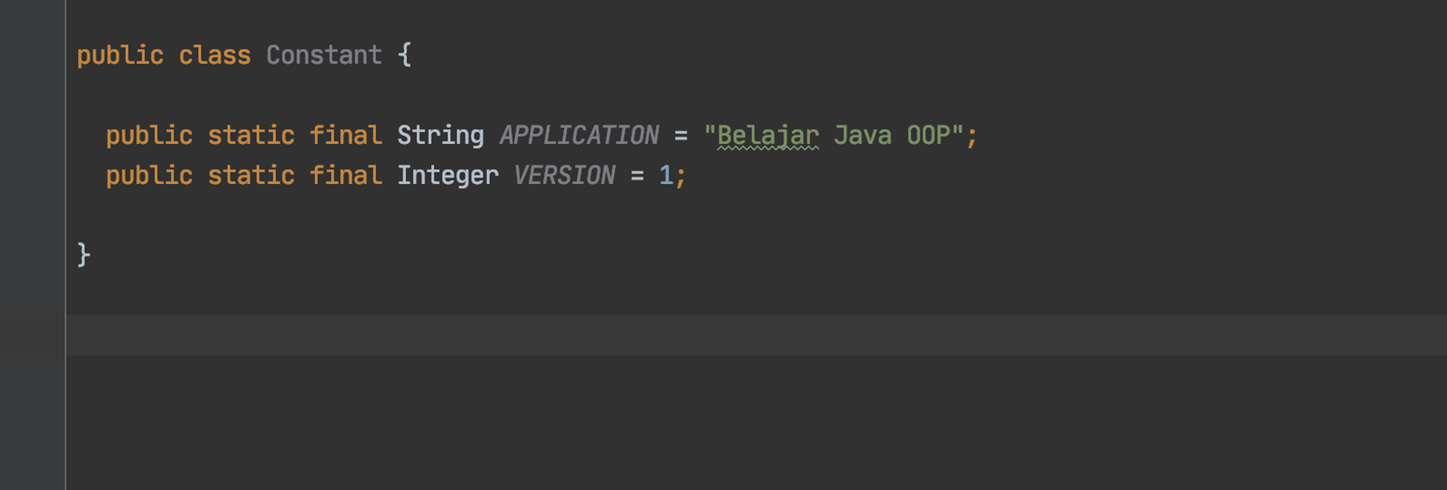 public class Constant {
public static final String APPLICATION = "Belajar Java OOP";
public static final Integer VERSION = 1;
}